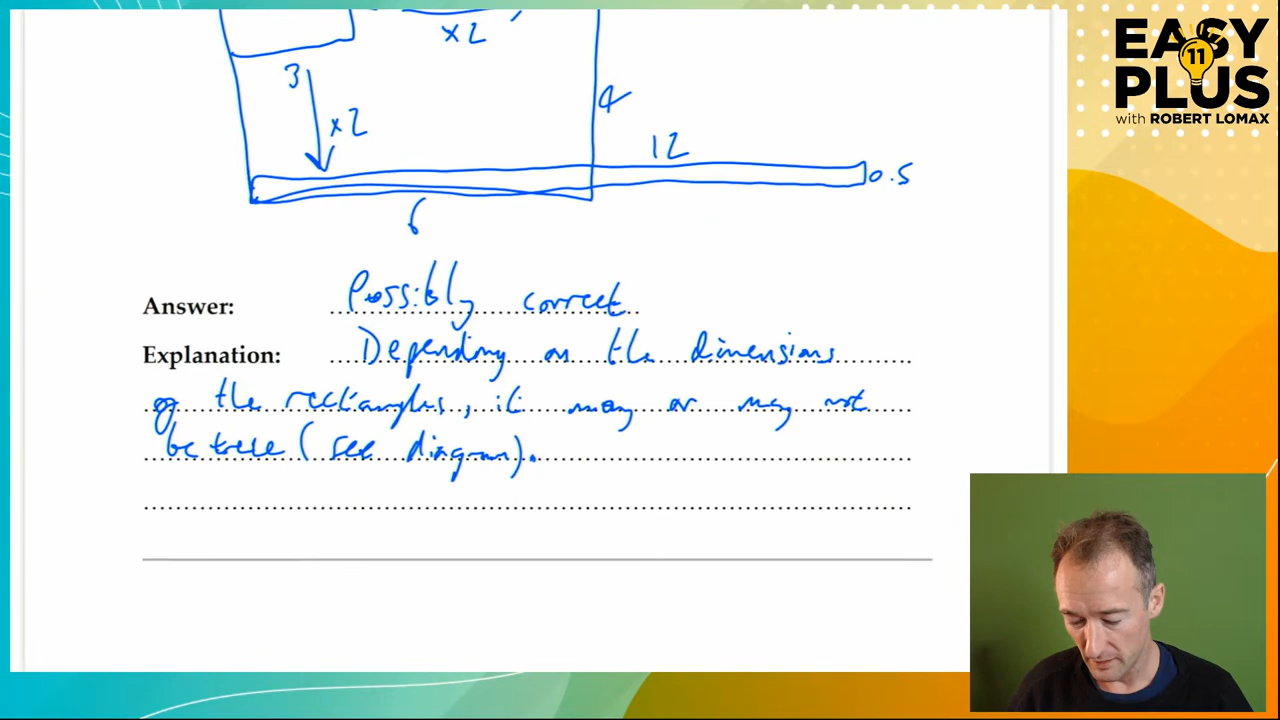 EASY
11
PLUS
with ROBERT LOMAX
x2
3
x2
4
12
0.5
6
Answer: Possibly correct
Explanation: Depending on the dimensions
of the rectangles, it may or may not
be true (see diagram).